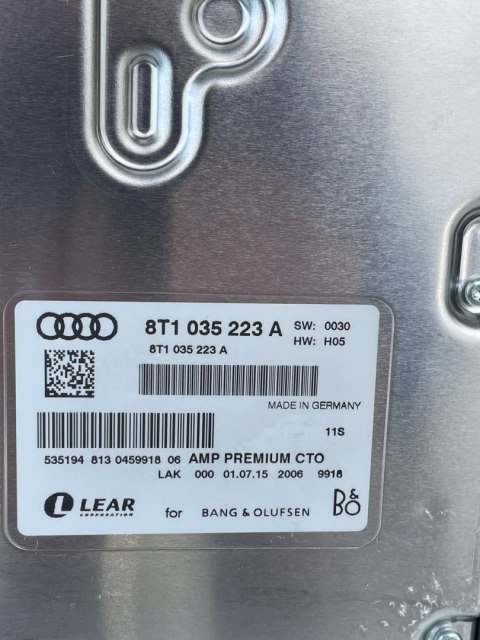 8T1 035 223 A SW: 0030
8T1 035 223 A HW: H05
MADE IN GERMANY
11S
535194 813 0459918 06 AMP PREMIUM CTO
LAK 000 01.07.15 2006 9918
LEAR
CORPORATION
for BANG & OLUFSEN B&O